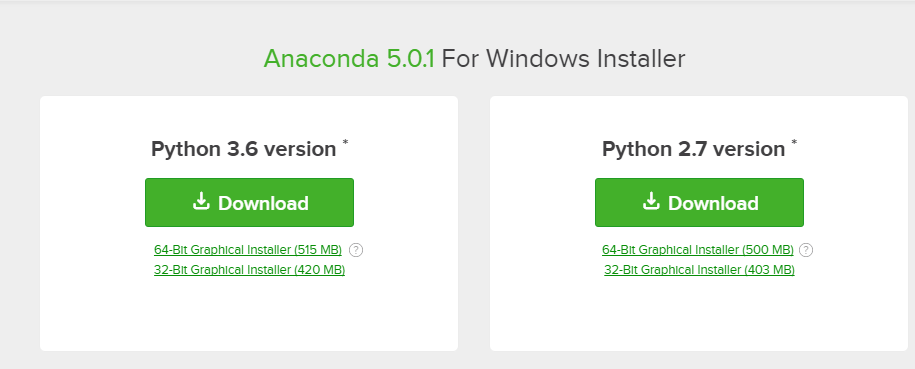 Anaconda 5.0.1 For Windows Installer
Python 3.6 version *
Download
64-Bit Graphical Installer (515 MB) ?
32-Bit Graphical Installer (420 MB)
Python 2.7 version *
Download
64-Bit Graphical Installer (500 MB) ?
32-Bit Graphical Installer (403 MB)